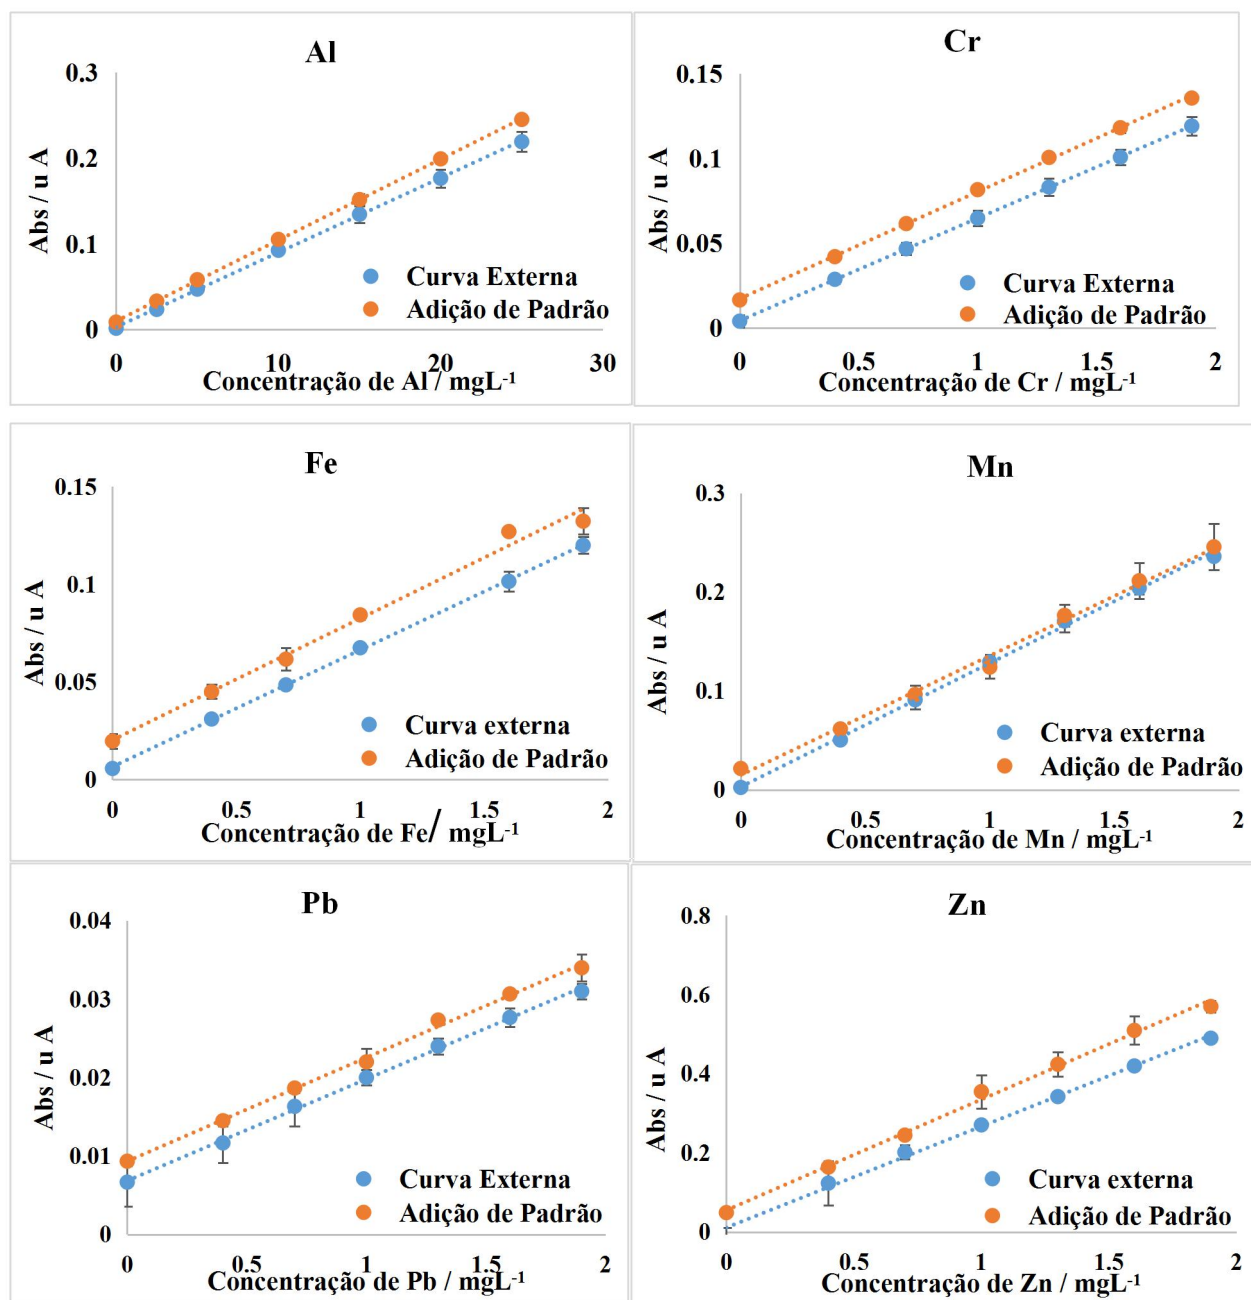 Al
0.3
0.2
0.1
0
0 10 20 30
Abs / u A
Concentração de Al / mgL⁻¹
Curva Externa
Adição de Padrão
Cr
0.15
0.1
0.05
0
0 0.5 1 1.5 2
Abs / u A
Concentração de Cr / mgL⁻¹
Curva Externa
Adição de Padrão
Fe
0.15
0.1
0.05
0
0 0.5 1 1.5 2
Abs / u A
Concentração de Fe/ mgL⁻¹
Curva externa
Adição de Padrão
Mn
0.3
0.2
0.1
0
0 0.5 1 1.5 2
Abs / u A
Concentração de Mn / mgL⁻¹
Curva externa
Adição de Padrão
Pb
0.04
0.03
0.02
0.01
0
0 0.5 1 1.5 2
Abs / u A
Concentração de Pb / mgL⁻¹
Curva Externa
Adição de Padrão
Zn
0.8
0.6
0.4
0.2
0
0 0.5 1 1.5 2
Abs / u A
Concentração de Zn / mgL⁻¹
Curva externa
Adição de Padrão